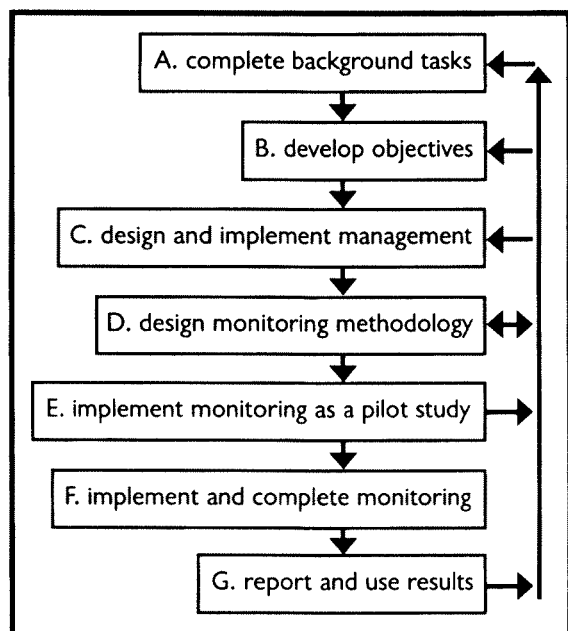 A. complete background tasks
B. develop objectives
C. design and implement management
D. design monitoring methodology
E. implement monitoring as a pilot study
F. implement and complete monitoring
G. report and use results